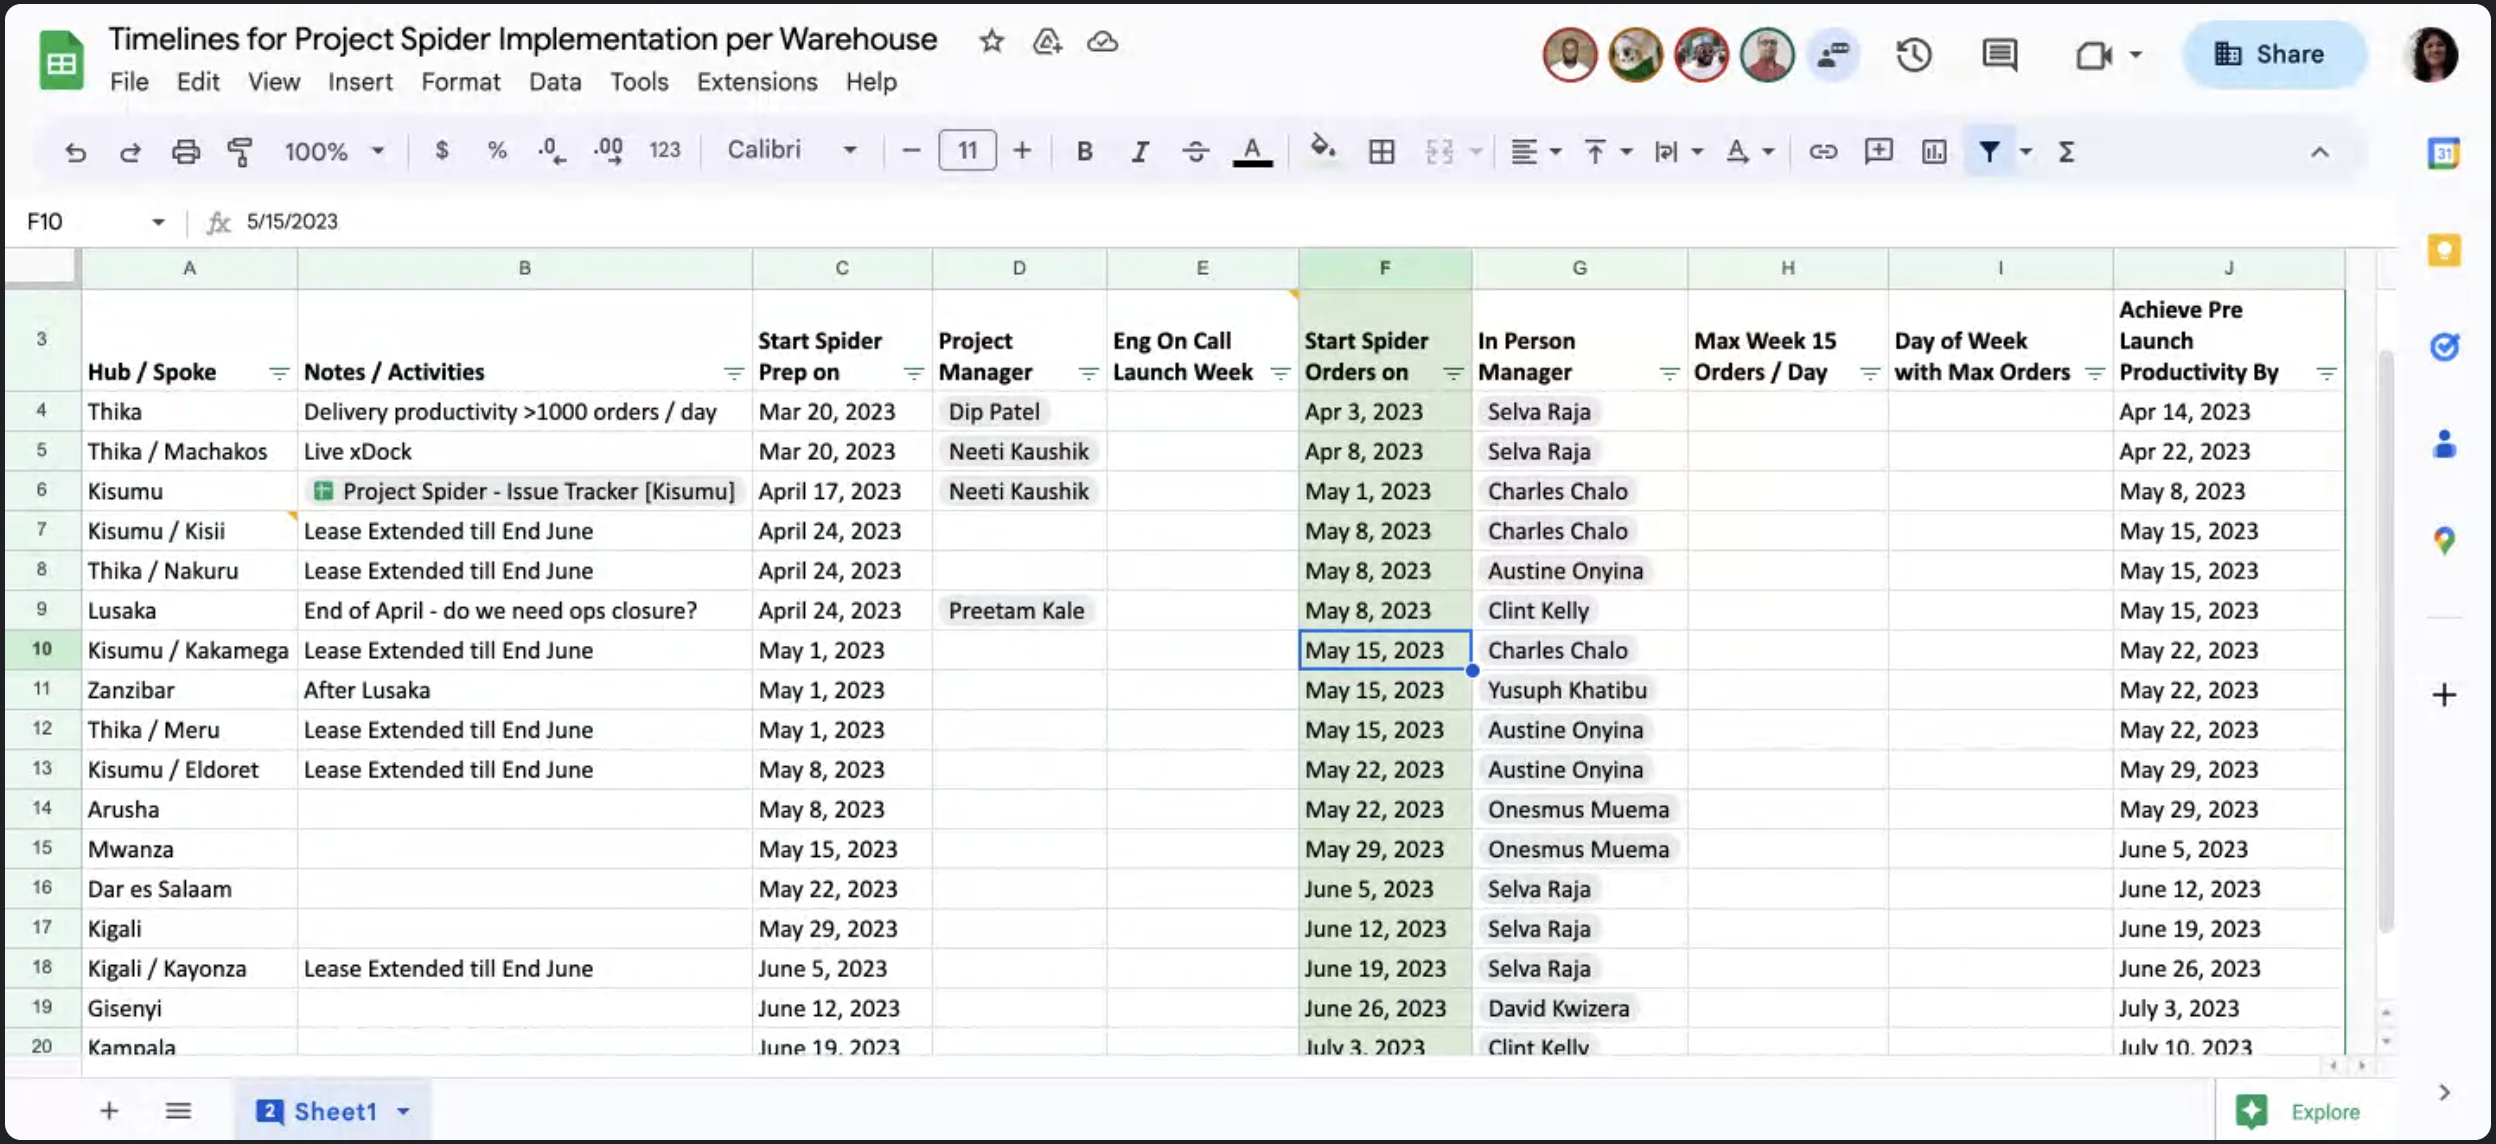 Timelines for Project Spider Implementation per Warehouse
File Edit View Insert Format Data Tools Extensions Help
Share
100% $ % .0 .00 123 Calibri 11 B I A A Σ
31
F10 fx 5/15/2023
A B C D E F G H I J
3 Hub / Spoke Notes / Activities Start Spider Prep on Project Manager Eng On Call Launch Week Start Spider Orders on In Person Manager Max Week 15 Orders / Day Day of Week with Max Orders Achieve Pre Launch Productivity By
4 Thika Delivery productivity >1000 orders / day Mar 20, 2023 Dip Patel Apr 3, 2023 Selva Raja Apr 14, 2023
5 Thika / Machakos Live xDock Mar 20, 2023 Neeti Kaushik Apr 8, 2023 Selva Raja Apr 22, 2023
6 Kisumu Project Spider - Issue Tracker [Kisumu] April 17, 2023 Neeti Kaushik May 1, 2023 Charles Chalo May 8, 2023
7 Kisumu / Kisii Lease Extended till End June April 24, 2023 May 8, 2023 Charles Chalo May 15, 2023
8 Thika / Nakuru Lease Extended till End June April 24, 2023 May 8, 2023 Austine Onyina May 15, 2023
9 Lusaka End of April - do we need ops closure? April 24, 2023 Preetam Kale May 8, 2023 Clint Kelly May 15, 2023
10 Kisumu / Kakamega Lease Extended till End June May 1, 2023 May 15, 2023 Charles Chalo May 22, 2023
11 Zanzibar After Lusaka May 1, 2023 May 15, 2023 Yusuph Khatibu May 22, 2023
12 Thika / Meru Lease Extended till End June May 1, 2023 May 15, 2023 Austine Onyina May 22, 2023
13 Kisumu / Eldoret Lease Extended till End June May 8, 2023 May 22, 2023 Austine Onyina May 29, 2023
14 Arusha May 8, 2023 May 22, 2023 Onesmus Muema May 29, 2023
15 Mwanza May 15, 2023 May 29, 2023 Onesmus Muema June 5, 2023
16 Dar es Salaam May 22, 2023 June 5, 2023 Selva Raja June 12, 2023
17 Kigali May 29, 2023 June 12, 2023 Selva Raja June 19, 2023
18 Kigali / Kayonza Lease Extended till End June June 5, 2023 June 19, 2023 Selva Raja June 26, 2023
19 Gisenyi June 12, 2023 June 26, 2023 David Kwizera July 3, 2023
20 Kampala June 19, 2023 July 3, 2023 Clint Kelly July 10, 2023
2 Sheet1
Explore